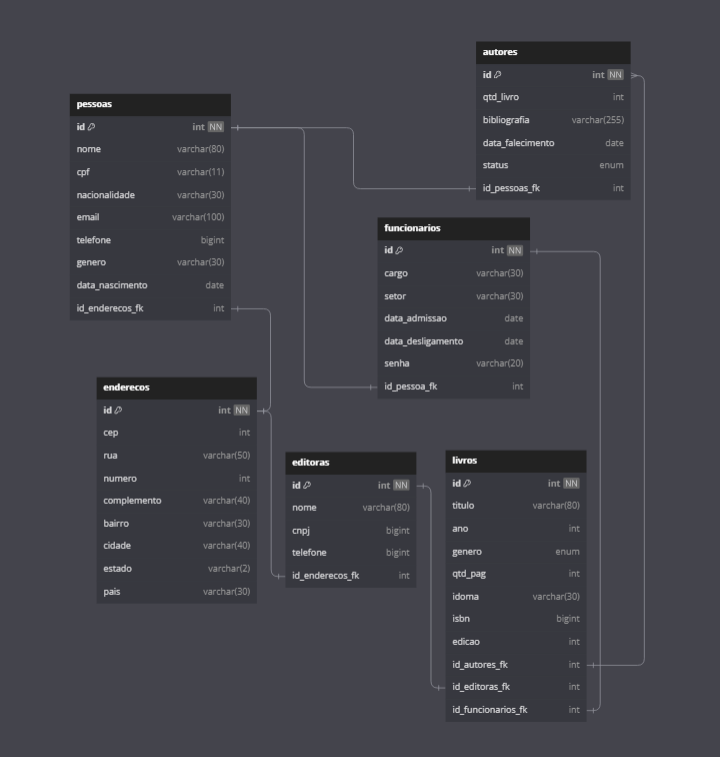 autores
id int NN
qtd_livro int
bibliografia varchar(255)
data_falecimento date
status enum
id_pessoas_fk int
pessoas
id int NN
nome varchar(80)
cpf varchar(11)
nacionalidade varchar(30)
email varchar(100)
telefone bigint
genero varchar(30)
data_nascimento date
id_enderecos_fk int
funcionarios
id int NN
cargo varchar(30)
setor varchar(30)
data_admissao date
data_desligamento date
senha varchar(20)
id_pessoa_fk int
enderecos
id int NN
cep int
rua varchar(50)
numero int
complemento varchar(40)
bairro varchar(30)
cidade varchar(40)
estado varchar(2)
pais varchar(30)
editoras
id int NN
nome varchar(80)
cnpj bigint
telefone bigint
id_enderecos_fk int
livros
id int NN
titulo varchar(80)
ano int
genero enum
qtd_pag int
idoma varchar(30)
isbn bigint
edicao int
id_autores_fk int
id_editoras_fk int
id_funcionarios_fk int